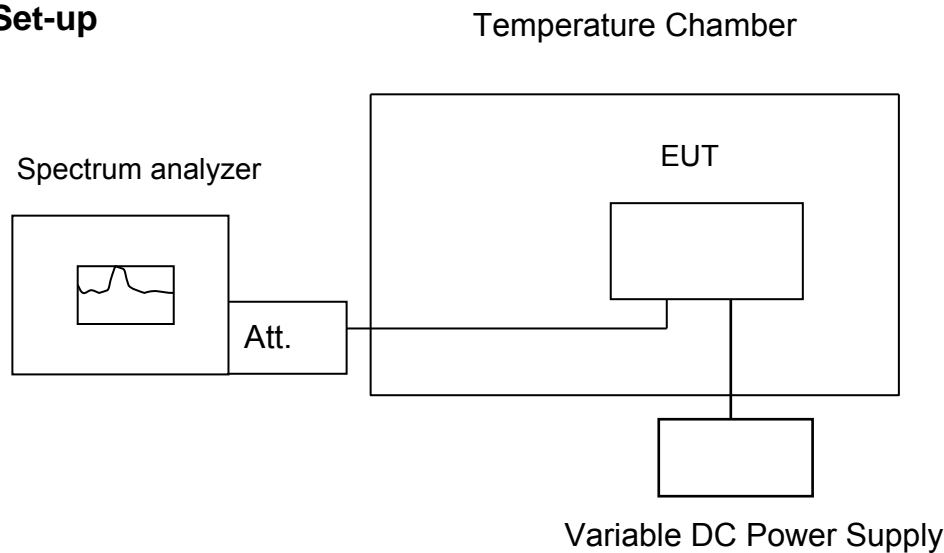 Set-up
Temperature Chamber
EUT
Spectrum analyzer
Att.
Variable DC Power Supply